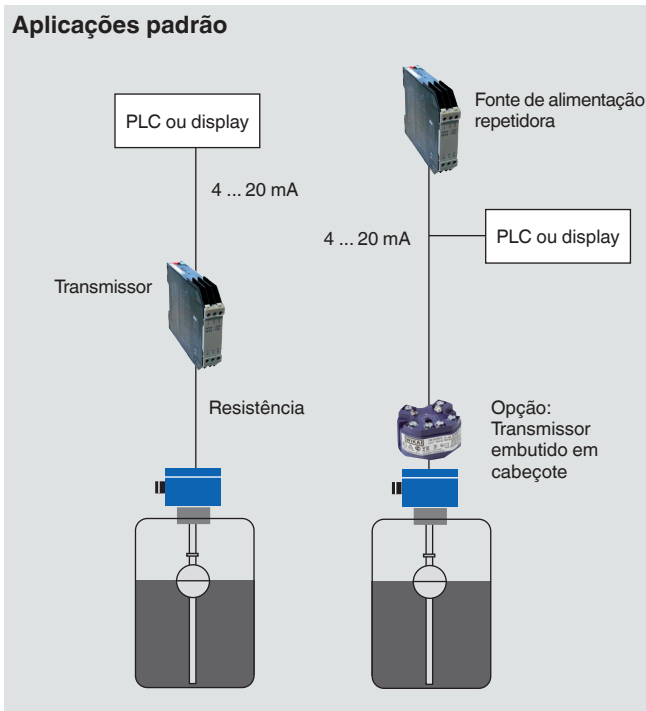 Aplicações padrão
PLC ou display
4 ... 20 mA
Transmissor
Resistência
Fonte de alimentação
repetidora
4 ... 20 mA
PLC ou display
Opção:
Transmissor
embutido em
cabeçote
WIKA